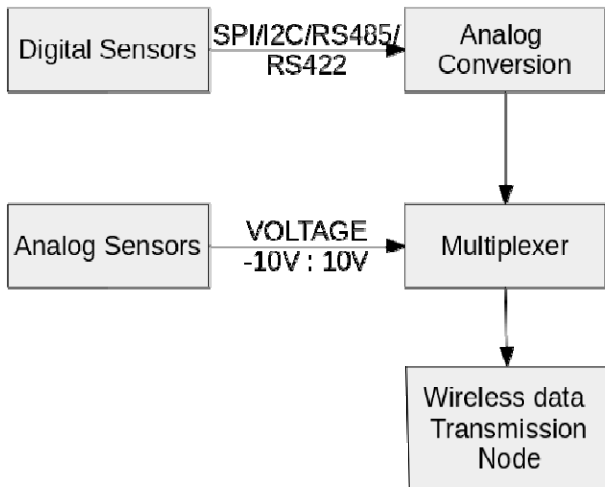 Digital Sensors
SPI/I2C/RS485/
RS422
Analog
Conversion
Analog Sensors
VOLTAGE
-10V : 10V
Multiplexer
Wireless data
Transmission
Node